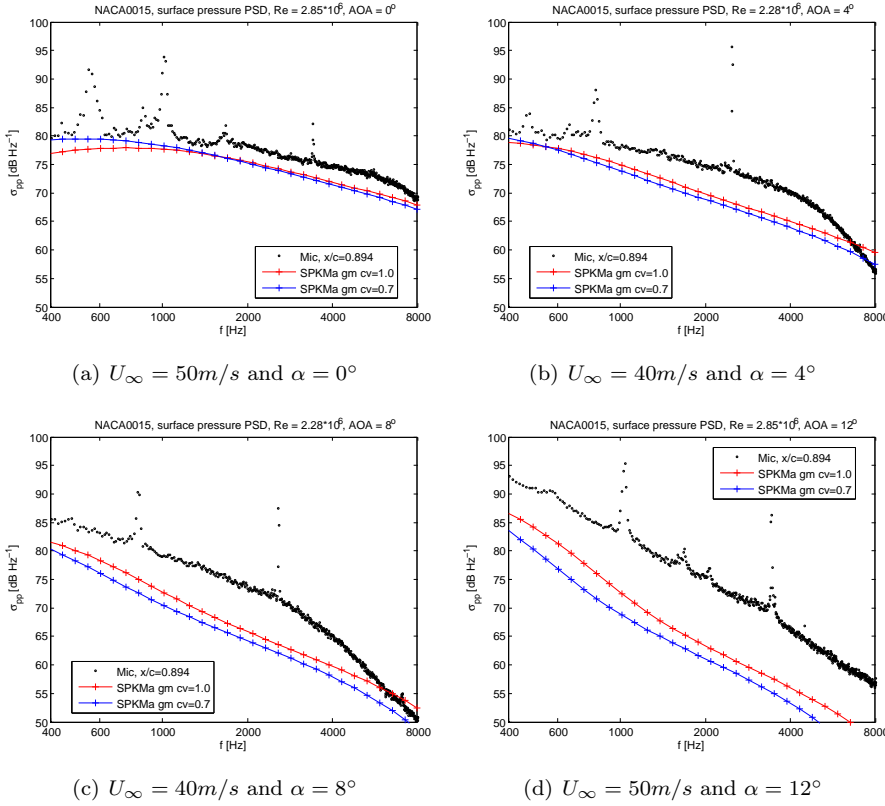 NACA0015, surface pressure PSD, Re = 2.85*10⁶, AOA = 0°
100
95
90
85
80
75
70
65
60
55
50
σpp [dB Hz⁻¹]
Mic, x/c=0.894
SPKMa gm cv=1.0
SPKMa gm cv=0.7
400 600 1000 2000 4000 8000
f [Hz]
(a) U∞ = 50m/s and α = 0°
NACA0015, surface pressure PSD, Re = 2.28*10⁶, AOA = 4°
100
95
90
85
80
75
70
65
60
55
50
σpp [dB Hz⁻¹]
Mic, x/c=0.894
SPKMa gm cv=1.0
SPKMa gm cv=0.7
400 600 1000 2000 4000 8000
f [Hz]
(b) U∞ = 40m/s and α = 4°
NACA0015, surface pressure PSD, Re = 2.28*10⁶, AOA = 8°
100
95
90
85
80
75
70
65
60
55
50
σpp [dB Hz⁻¹]
Mic, x/c=0.894
SPKMa gm cv=1.0
SPKMa gm cv=0.7
400 600 1000 2000 4000 8000
f [Hz]
(c) U∞ = 40m/s and α = 8°
NACA0015, surface pressure PSD, Re = 2.85*10⁶, AOA = 12°
100
95
90
85
80
75
70
65
60
55
50
σpp [dB Hz⁻¹]
Mic, x/c=0.894
SPKMa gm cv=1.0
SPKMa gm cv=0.7
400 600 1000 2000 4000 8000
f [Hz]
(d) U∞ = 50m/s and α = 12°